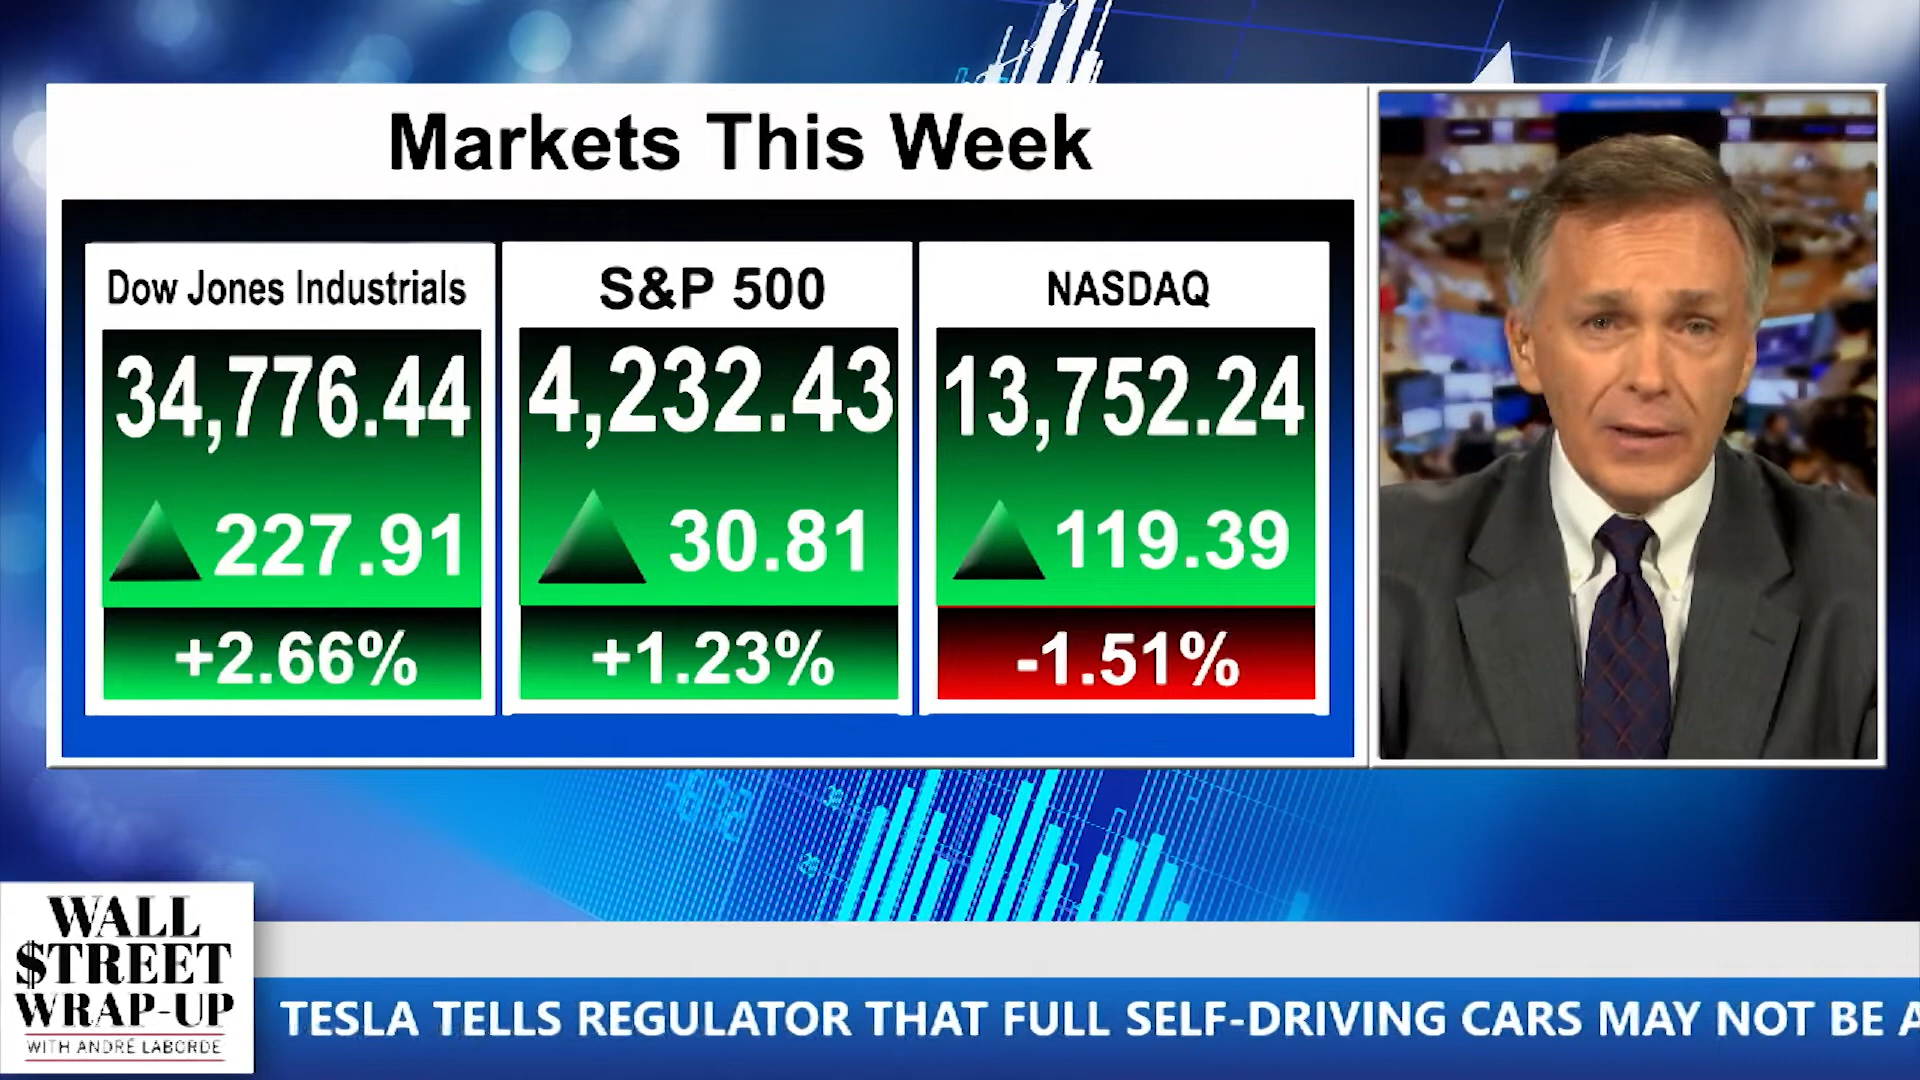 Markets This Week
Dow Jones Industrials
34,776.44
227.91
+2.66%
S&P 500
4,232.43
30.81
+1.23%
NASDAQ
13,752.24
119.39
-1.51%
WALL
$TREET
WRAP-UP
WITH ANDRÉ LABORDE
TESLA TELLS REGULATOR THAT FULL SELF-DRIVING CARS MAY NOT BE A